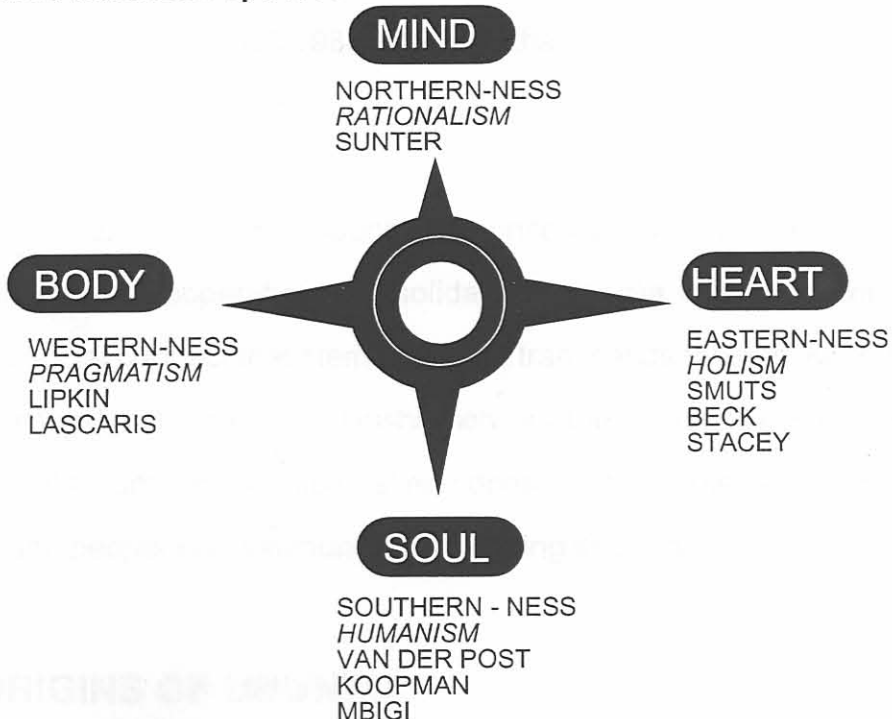 MIND
NORTHERN-NESS
RATIONALISM
SUNTER
BODY
WESTERN-NESS
PRAGMATISM
LIPKIN
LASCARIS
HEART
EASTERN-NESS
HOLISM
SMUTS
BECK
STACEY
SOUL
SOUTHERN - NESS
HUMANISM
VAN DER POST
KOOPMAN
MBIGI